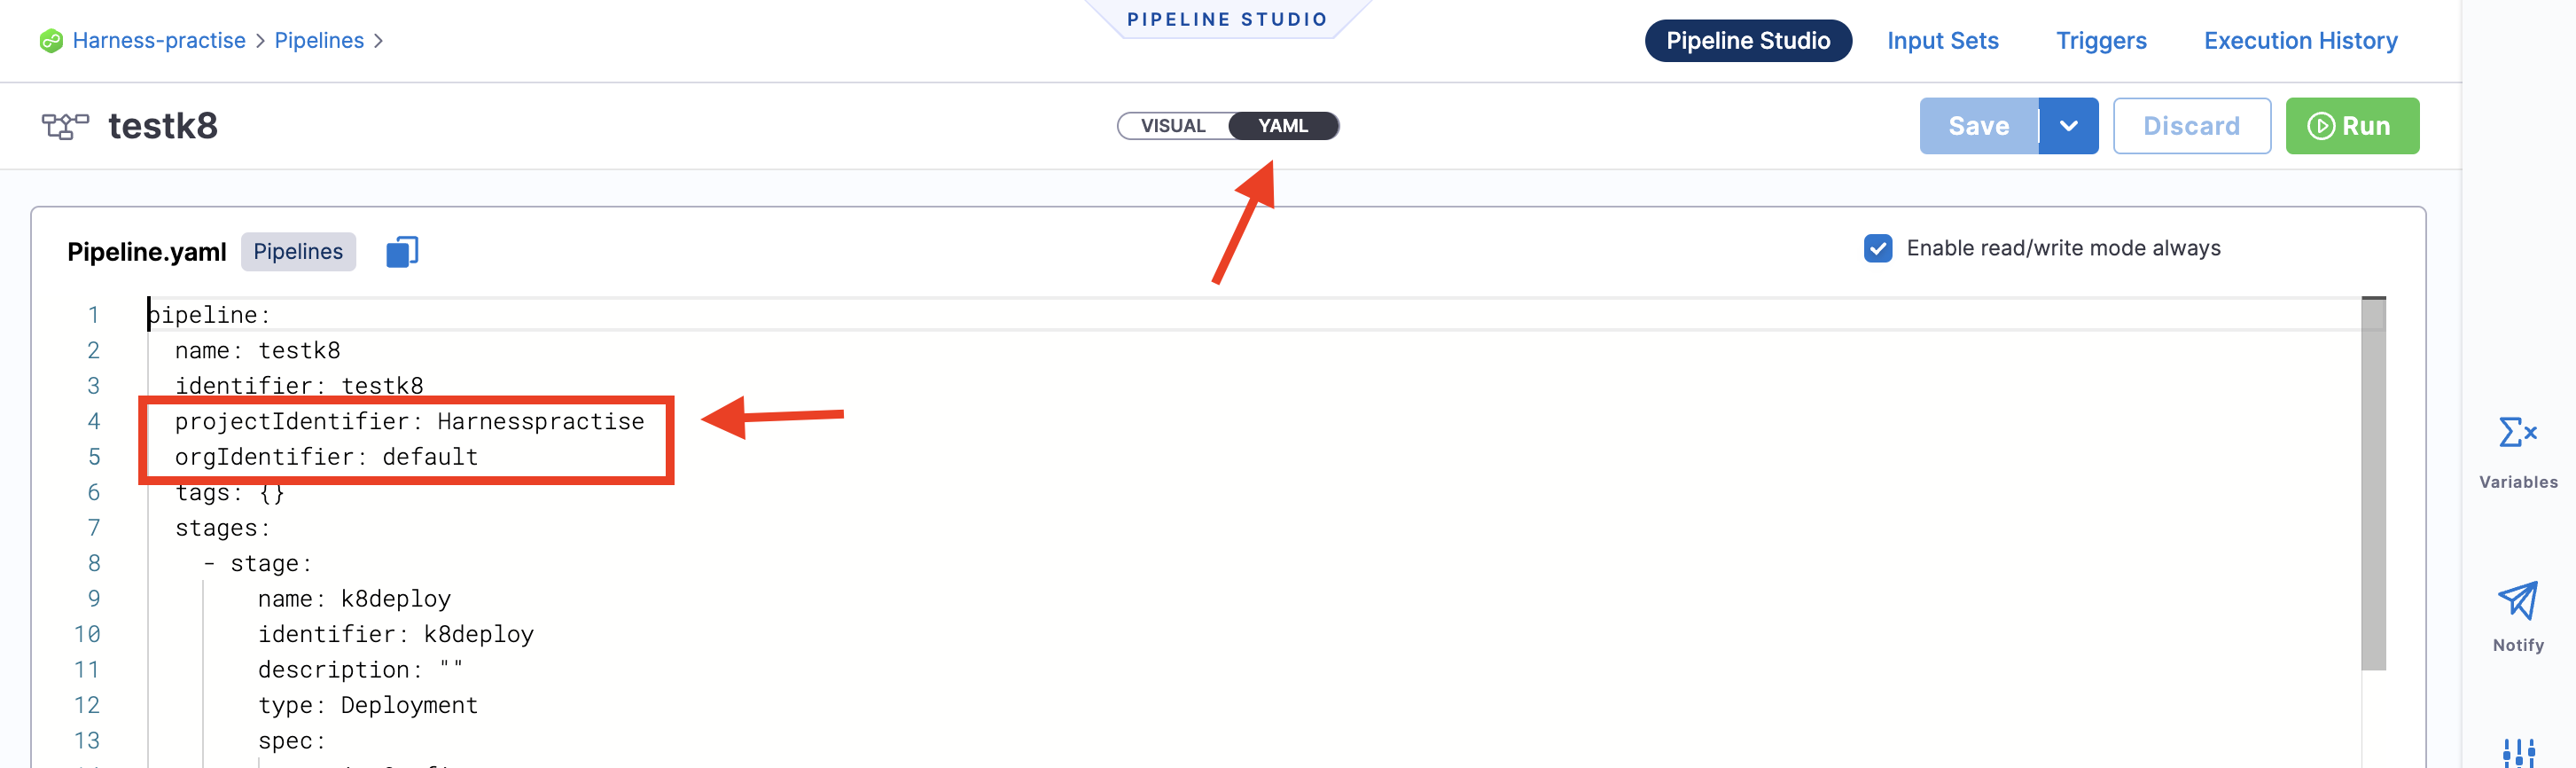 PIPELINE STUDIO
Harness-practise > Pipelines >
Pipeline Studio Input Sets Triggers Execution History
testk8
VISUAL YAML
Save Discard Run
Pipeline.yaml Pipelines
Enable read/write mode always
1 pipeline:
2 name: testk8
3 identifier: testk8
4 projectIdentifier: Harnesspractise
5 orgIdentifier: default
6 tags: {}
7 stages:
8 - stage:
9 name: k8deploy
10 identifier: k8deploy
11 description: ""
12 type: Deployment
13 spec:
Variables
Notify